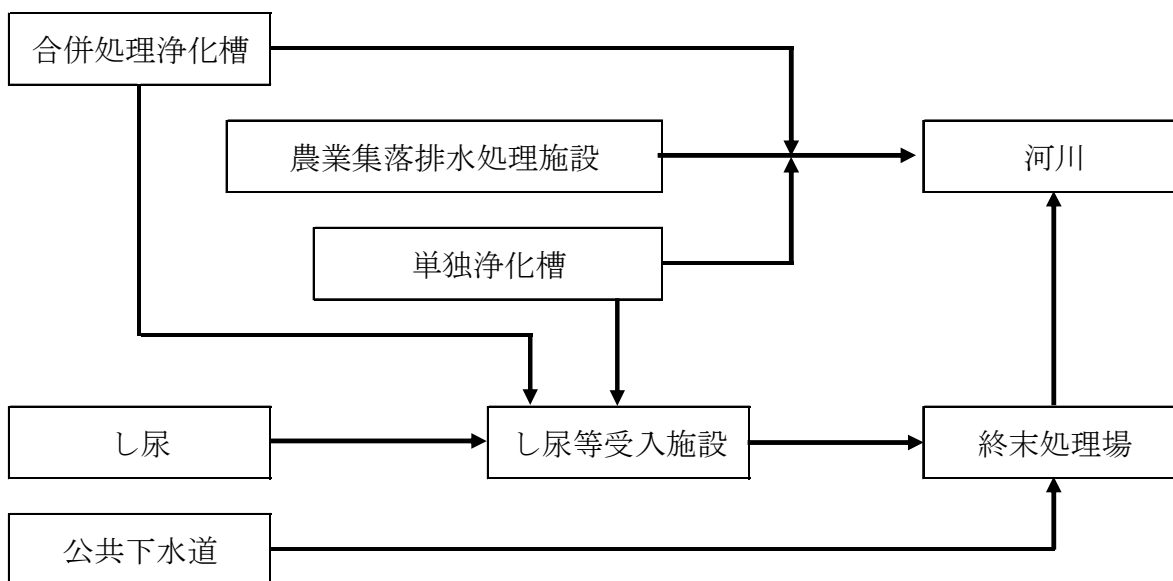 合併処理浄化槽
農業集落排水処理施設
河川
単独浄化槽
し尿
し尿等受入施設
終末処理場
公共下水道